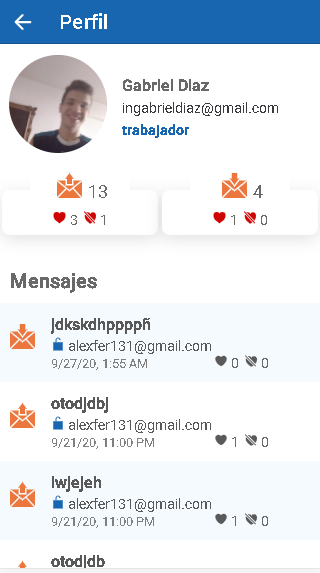 Perfil
Gabriel Diaz
ingabrieldiaz@gmail.com
trabajador
13
3 1
4
1 0
Mensajes
jdkskdhppppñ
alexfer131@gmail.com
9/27/20, 1:55 AM 0 0
otodjdbj
alexfer131@gmail.com
9/21/20, 11:00 PM 1 0
lwjejeh
alexfer131@gmail.com
9/21/20, 11:00 PM 1 0
otodjdb